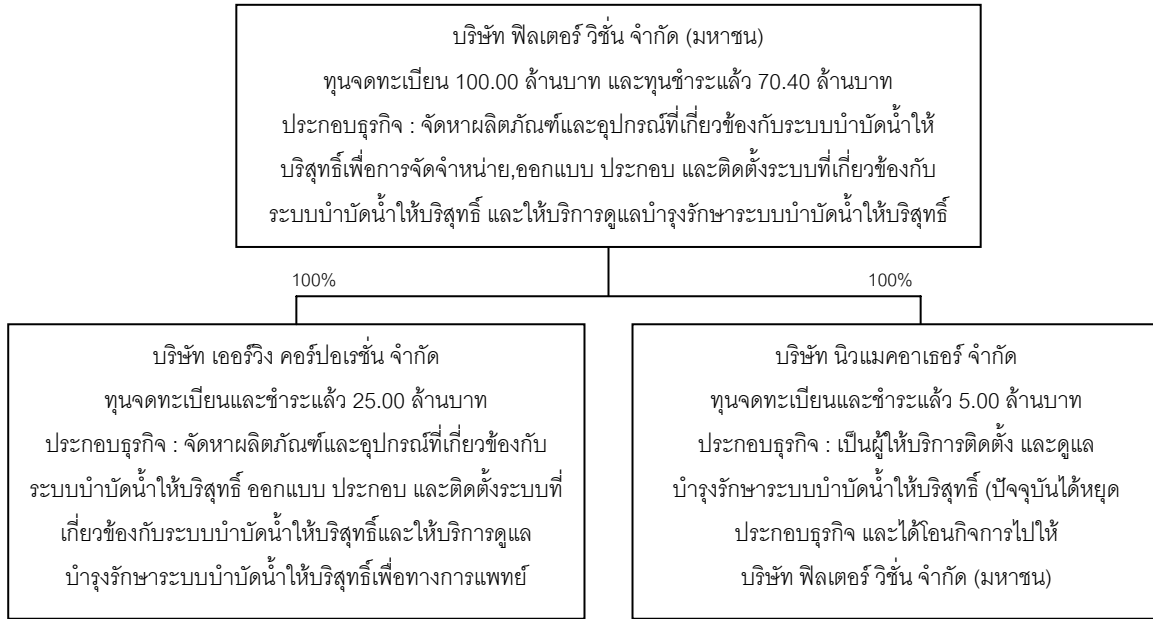 บริษัท ฟิลเตอร์ วิชั่น จำกัด (มหาชน)
ทุนจดทะเบียน 100.00 ล้านบาท และทุนชำระแล้ว 70.40 ล้านบาท
ประกอบธุรกิจ : จัดหาผลิตภัณฑ์และอุปกรณ์ที่เกี่ยวข้องกับระบบบำบัดน้ำให้
บริสุทธิ์เพื่อการจัดจำหน่าย,ออกแบบ ประกอบ และติดตั้งระบบที่เกี่ยวข้องกับ
ระบบบำบัดน้ำให้บริสุทธิ์ และให้บริการดูแลบำรุงรักษาระบบบำบัดน้ำให้บริสุทธิ์
100%
100%
บริษัท เออร์วิง คอร์ปอเรชั่น จำกัด
ทุนจดทะเบียนและชำระแล้ว 25.00 ล้านบาท
ประกอบธุรกิจ : จัดหาผลิตภัณฑ์และอุปกรณ์ที่เกี่ยวข้องกับ
ระบบบำบัดน้ำให้บริสุทธิ์ ออกแบบ ประกอบ และติดตั้งระบบที่
เกี่ยวข้องกับระบบบำบัดน้ำให้บริสุทธิ์และให้บริการดูแล
บำรุงรักษาระบบบำบัดน้ำให้บริสุทธิ์เพื่อทางการแพทย์
บริษัท นิวแมคอาเธอร์ จำกัด
ทุนจดทะเบียนและชำระแล้ว 5.00 ล้านบาท
ประกอบธุรกิจ : เป็นผู้ให้บริการติดตั้ง และดูแล
บำรุงรักษาระบบบำบัดน้ำให้บริสุทธิ์ (ปัจจุบันได้หยุด
ประกอบธุรกิจ และได้โอนกิจการไปให้
บริษัท ฟิลเตอร์ วิชั่น จำกัด (มหาชน)